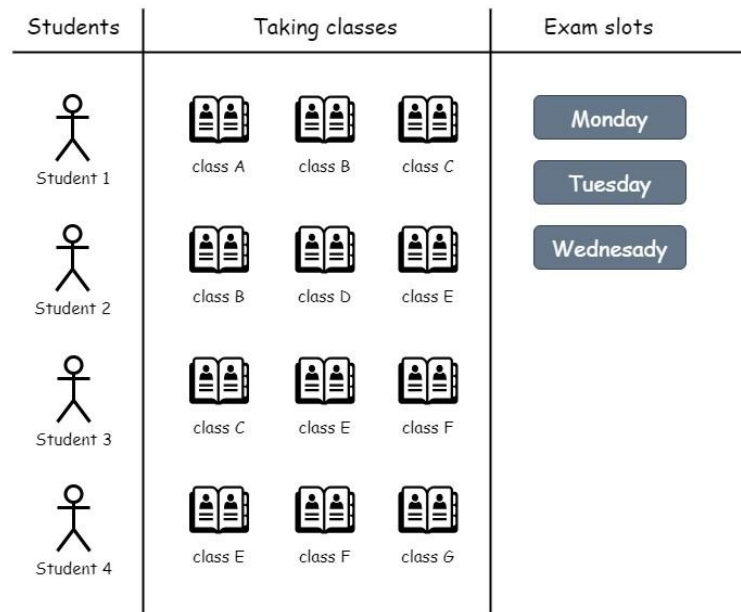 Students Taking classes Exam slots
Monday
class A class B class C
Student 1
Tuesday
Wednesady
class B class D class E
Student 2
class C class E class F
Student 3
class E class F class G
Student 4